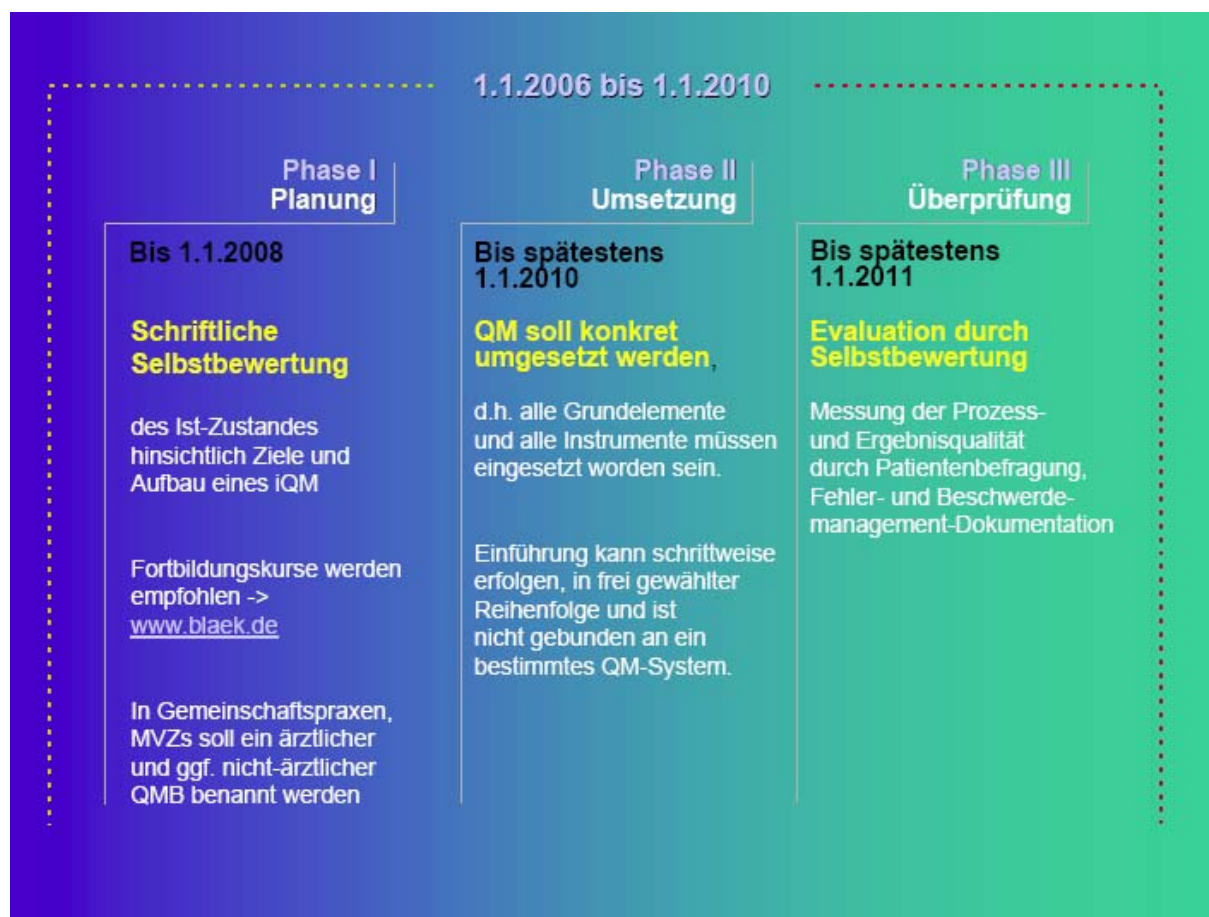 1.1.2006 bis 1.1.2010
Phase I
Planung
Bis 1.1.2008
Schriftliche
Selbstbewertung
des Ist-Zustandes
hinsichtlich Ziele und
Aufbau eines iQM
Fortbildungskurse werden
empfohlen ->
www.blaek.de
In Gemeinschaftspraxen,
MVZs soll ein ärztlicher
und ggf. nicht-ärztlicher
QMB benannt werden
Phase II
Umsetzung
Bis spätestens
1.1.2010
QM soll konkret
umgesetzt werden,
d.h. alle Grundelemente
und alle Instrumente müssen
eingesetzt worden sein.
Einführung kann schrittweise
erfolgen, in frei gewählter
Reihenfolge und ist
nicht gebunden an ein
bestimmtes QM-System.
Phase III
Überprüfung
Bis spätestens
1.1.2011
Evaluation durch
Selbstbewertung
Messung der Prozess-
und Ergebnisqualität
durch Patientenbefragung,
Fehler- und Beschwerde-
management-Dokumentation